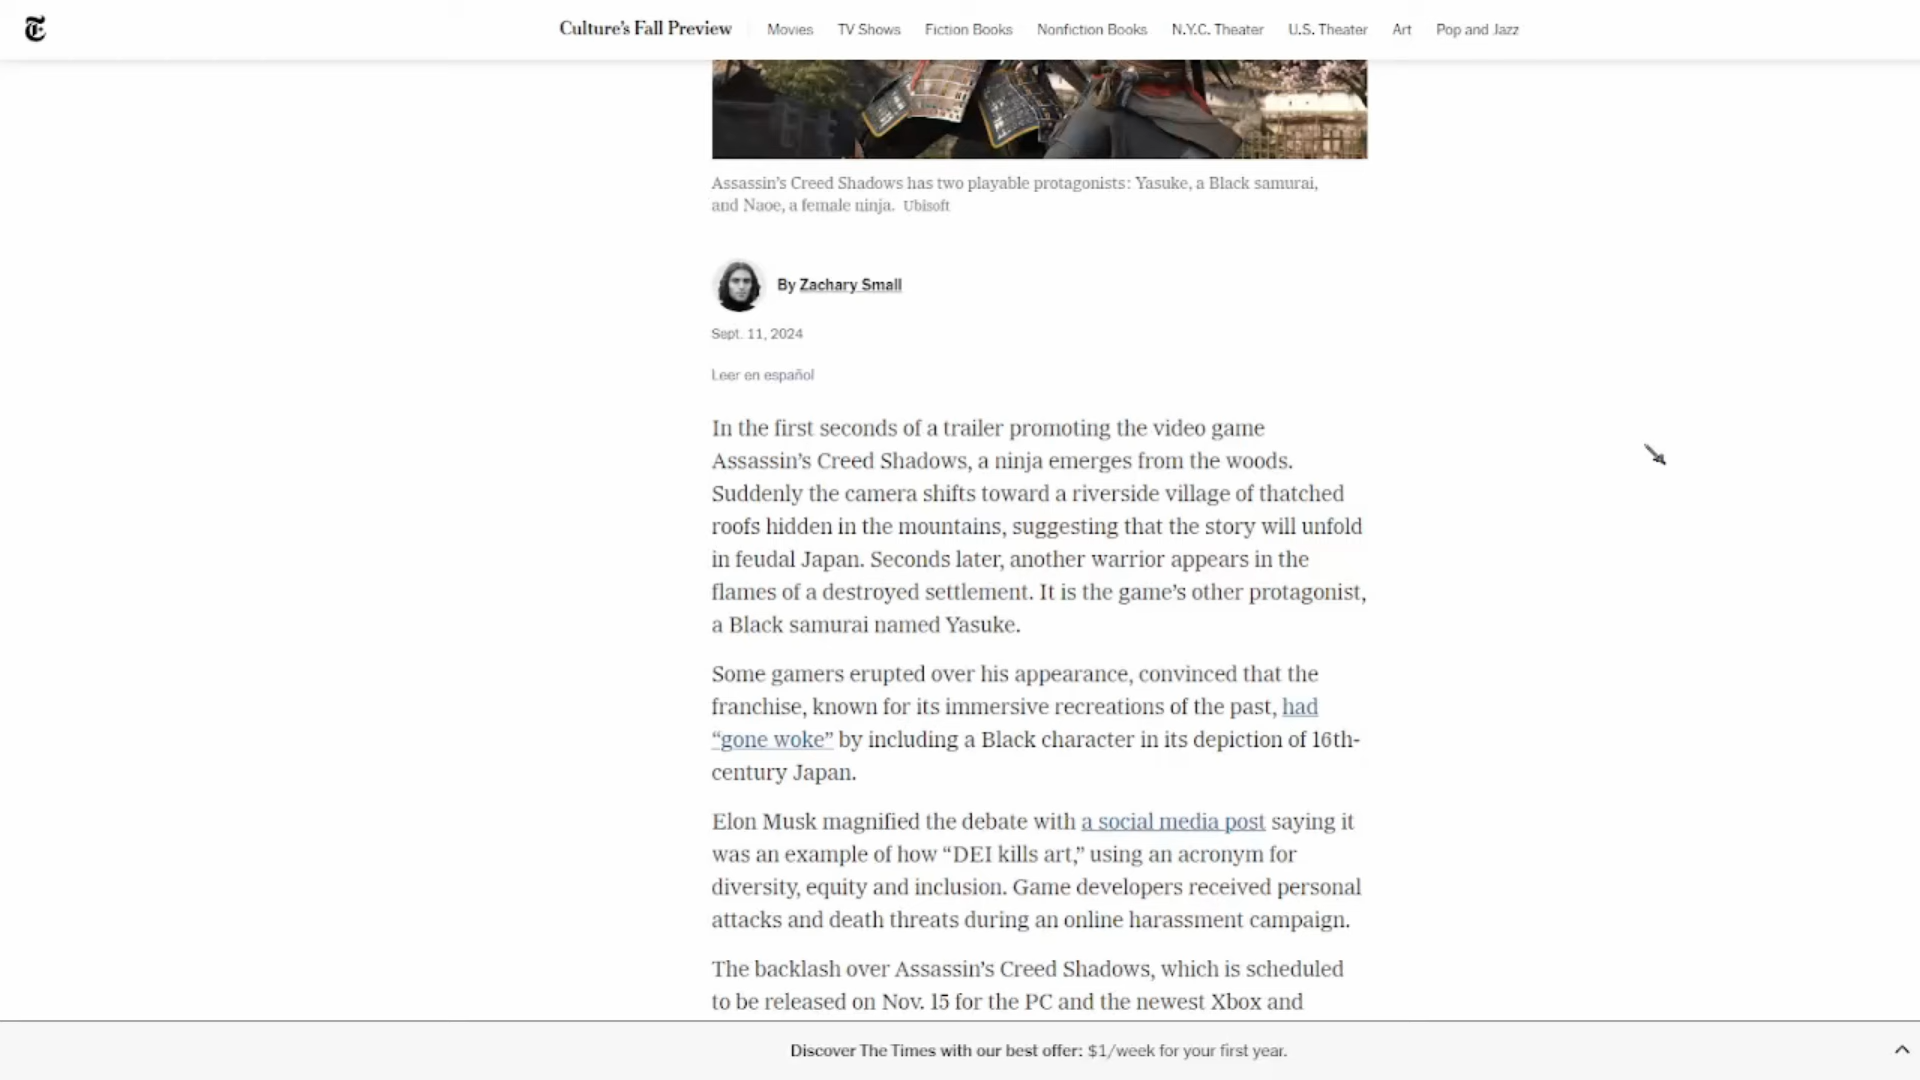 Culture's Fall Preview Movies TV Shows Fiction Books Nonfiction Books N.Y.C. Theater U.S. Theater Art Pop and Jazz
Assassin's Creed Shadows has two playable protagonists: Yasuke, a Black samurai,
and Naoe, a female ninja. Ubisoft
By Zachary Small
Sept. 11, 2024
Leer en español
In the first seconds of a trailer promoting the video game
Assassin's Creed Shadows, a ninja emerges from the woods.
Suddenly the camera shifts toward a riverside village of thatched
roofs hidden in the mountains, suggesting that the story will unfold
in feudal Japan. Seconds later, another warrior appears in the
flames of a destroyed settlement. It is the game's other protagonist,
a Black samurai named Yasuke.
Some gamers erupted over his appearance, convinced that the
franchise, known for its immersive recreations of the past, had
“gone woke” by including a Black character in its depiction of 16th-
century Japan.
Elon Musk magnified the debate with a social media post saying it
was an example of how “DEI kills art,” using an acronym for
diversity, equity and inclusion. Game developers received personal
attacks and death threats during an online harassment campaign.
The backlash over Assassin's Creed Shadows, which is scheduled
to be released on Nov. 15 for the PC and the newest Xbox and
Discover The Times with our best offer: $1/week for your first year.